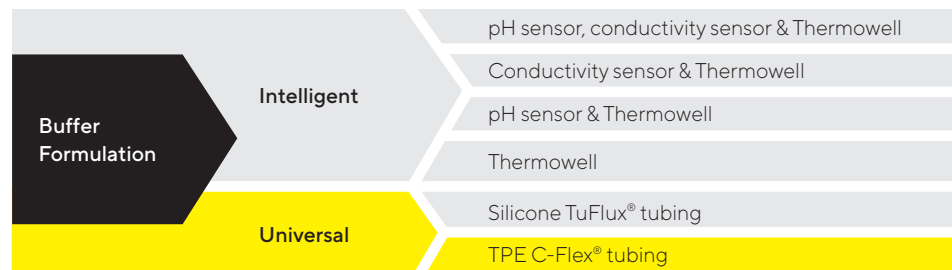 Buffer
Formulation
Intelligent
pH sensor, conductivity sensor & Thermowell
Conductivity sensor & Thermowell
pH sensor & Thermowell
Thermowell
Universal
Silicone TuFlux® tubing
TPE C-Flex® tubing